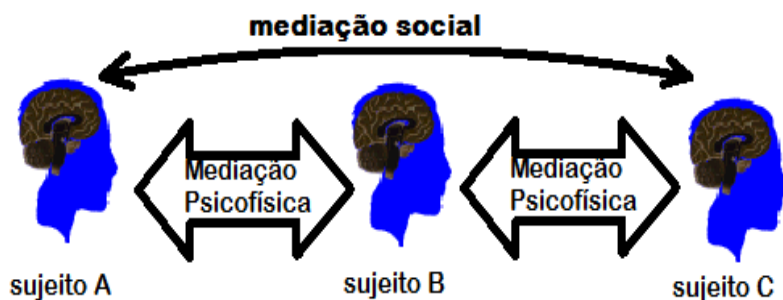 mediação social
Mediação
Psicofísica
Mediação
Psicofísica
sujeito A
sujeito B
sujeito C